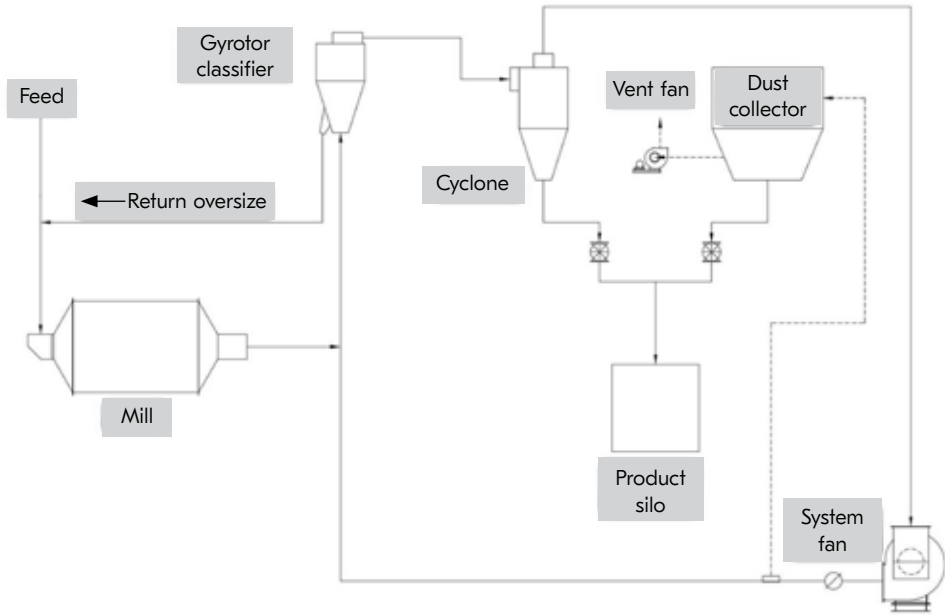 Gyrotor
classifier
Feed
Vent fan
Dust
collector
Cyclone
Return oversize
Mill
Product
silo
System
fan